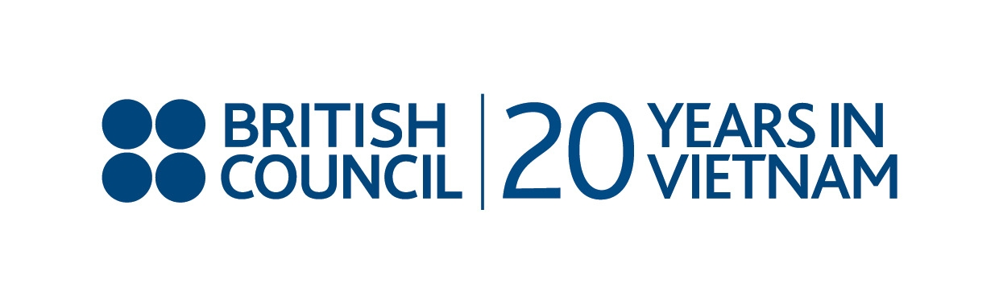 BRITISH
COUNCIL
20
YEARS IN
VIETNAM